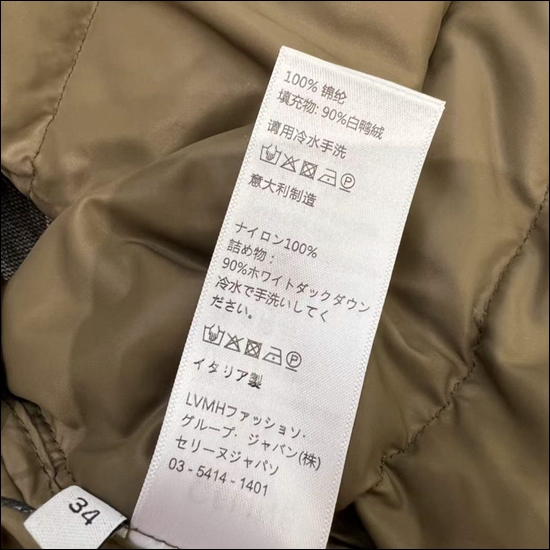 100% 锦纶
填充物: 90%白鸭绒
请用冷水手洗
意大利制造
ナイロン100%
詰め物:
90%ホワイトダックダウン
冷水で手洗いしてく
ださい。
イタリア製
LVMHファッション・
グループ・ジャパン(株)
セリーヌジャパソ
03 - 5414 - 1401
34